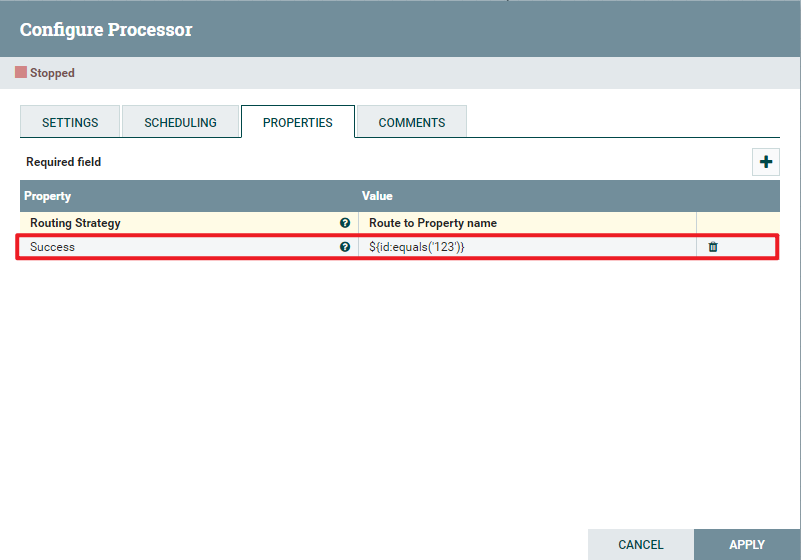 Configure Processor
Stopped
SETTINGS SCHEDULING PROPERTIES COMMENTS
Required field
Property Value
Routing Strategy Route to Property name
Success ${id:equals('123')}
CANCEL APPLY